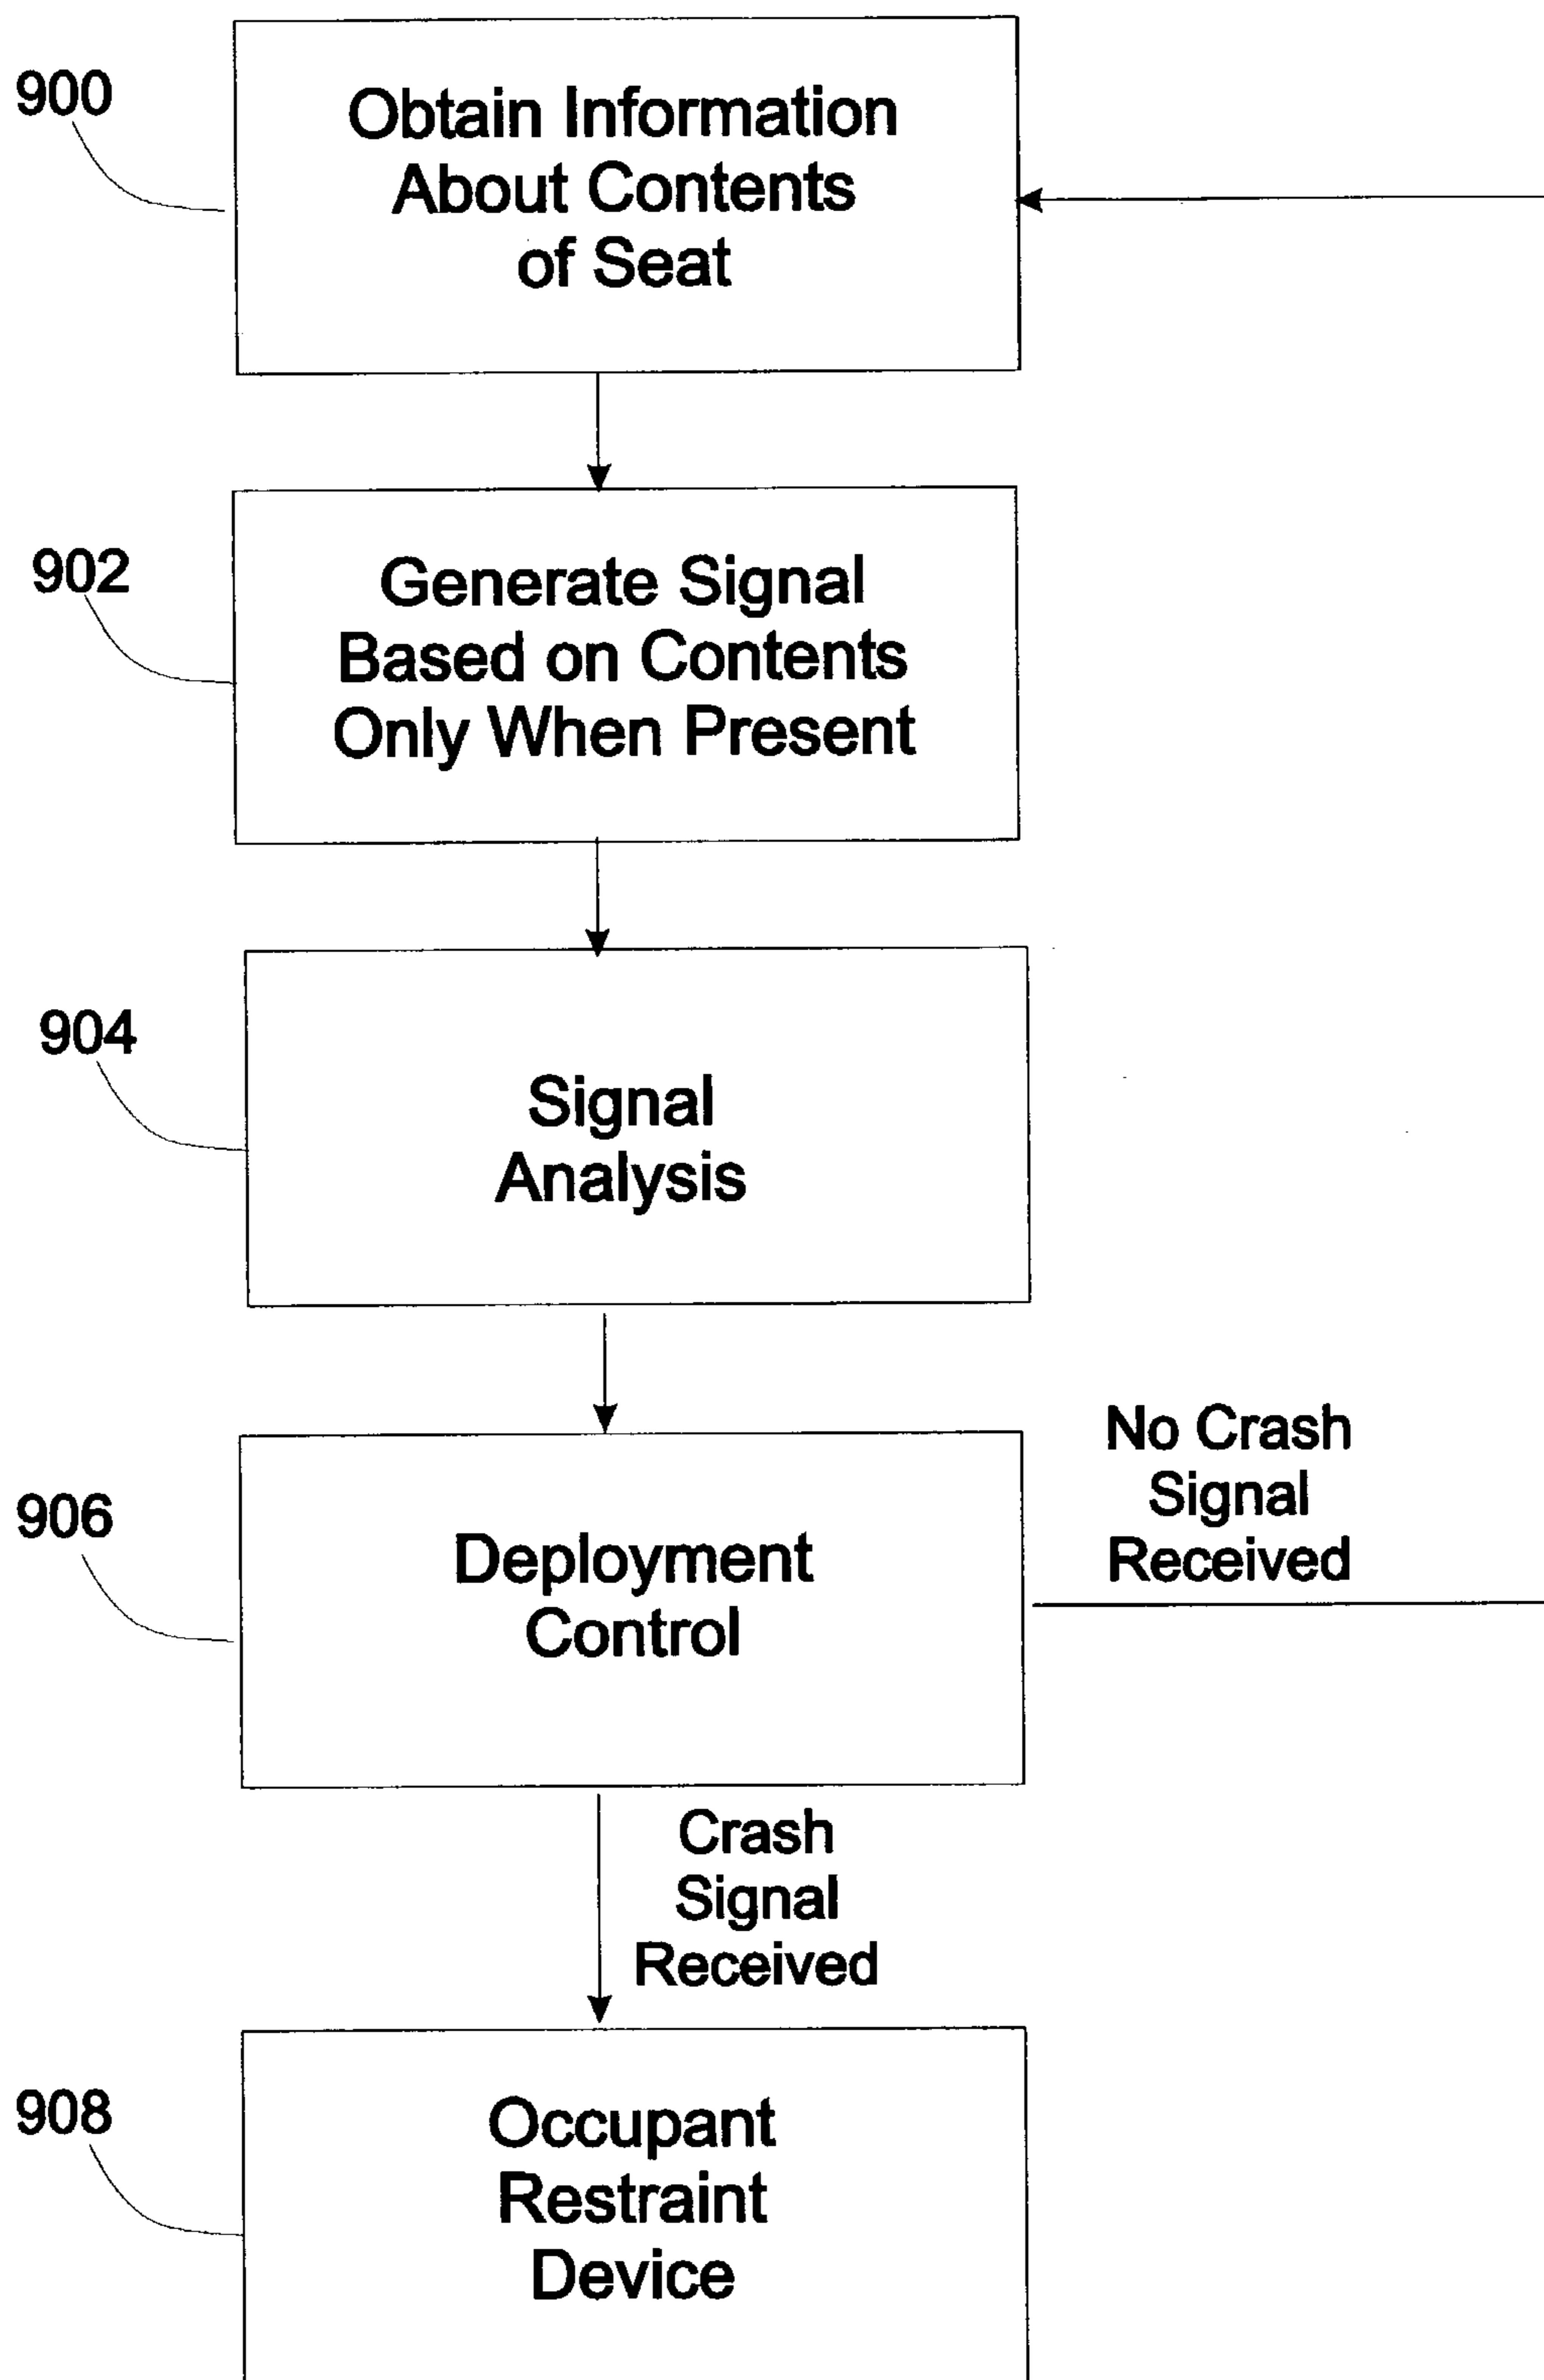 900
Obtain Information
About Contents
of Seat
902
Generate Signal
Based on Contents
Only When Present
904
Signal
Analysis
906
Deployment
Control
No Crash
Signal
Received
Crash
Signal
Received
908
Occupant
Restraint
Device